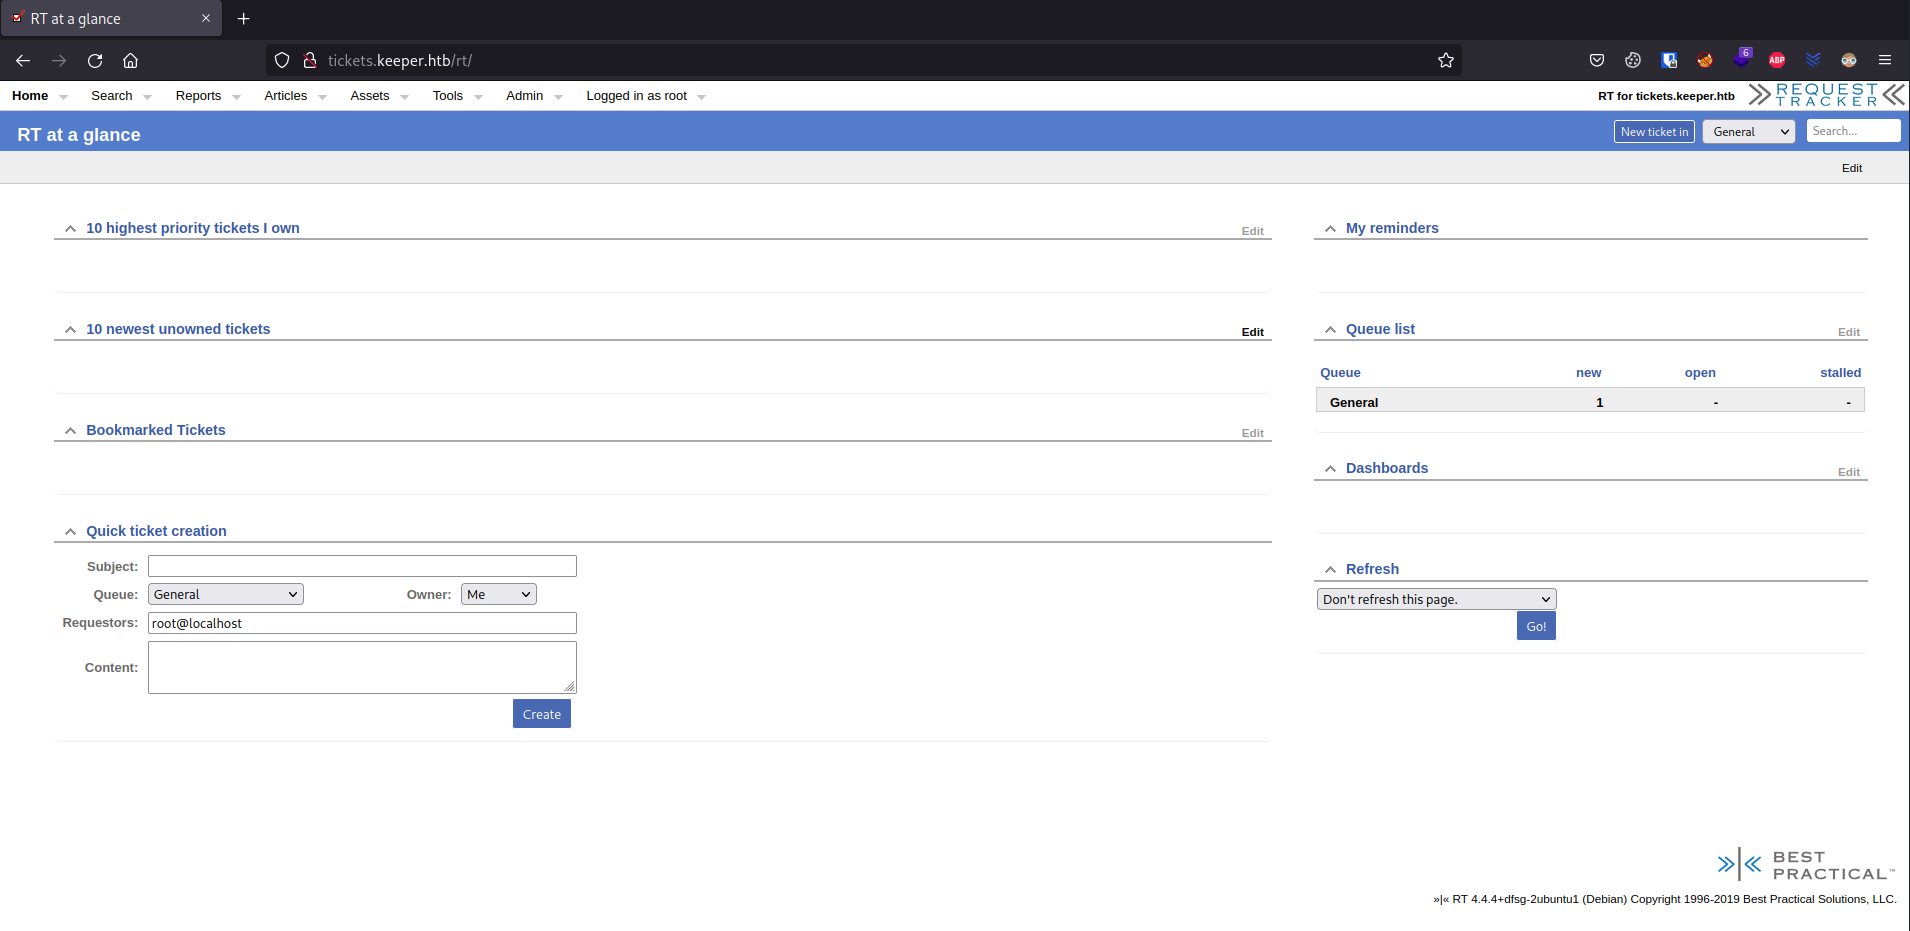 RT at a glance
tickets.keeper.htb/rt/
6
ABP
Home Search Reports Articles Assets Tools Admin Logged in as root
RT for tickets.keeper.htb
REQUEST
TRACKER
RT at a glance
New ticket in General Search...
Edit
10 highest priority tickets I own Edit
10 newest unowned tickets Edit
Bookmarked Tickets Edit
Quick ticket creation
Subject:
Queue: General Owner: Me
Requestors: root@localhost
Content:
Create
My reminders
Queue list Edit
Queue new open stalled
General 1 - -
Dashboards Edit
Refresh
Don't refresh this page.
Go!
BEST
PRACTICAL™
»|« RT 4.4.4+dfsg-2ubuntu1 (Debian) Copyright 1996-2019 Best Practical Solutions, LLC.